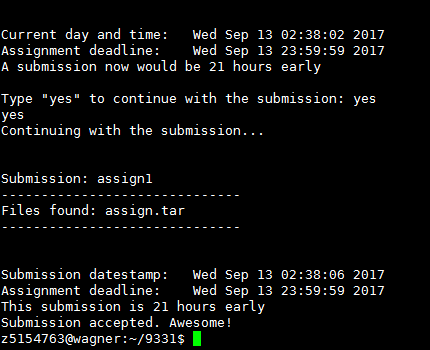 Current day and time:   Wed Sep 13 02:38:02 2017
Assignment deadline:   Wed Sep 13 23:59:59 2017
A submission now would be 21 hours early
Type "yes" to continue with the submission: yes
yes
Continuing with the submission...
Submission: assign1
------------------------------
Files found: assign.tar
------------------------------
Submission datestamp:   Wed Sep 13 02:38:06 2017
Assignment deadline:   Wed Sep 13 23:59:59 2017
This submission is 21 hours early
Submission accepted. Awesome!
z5154763@wagner:~/9331$